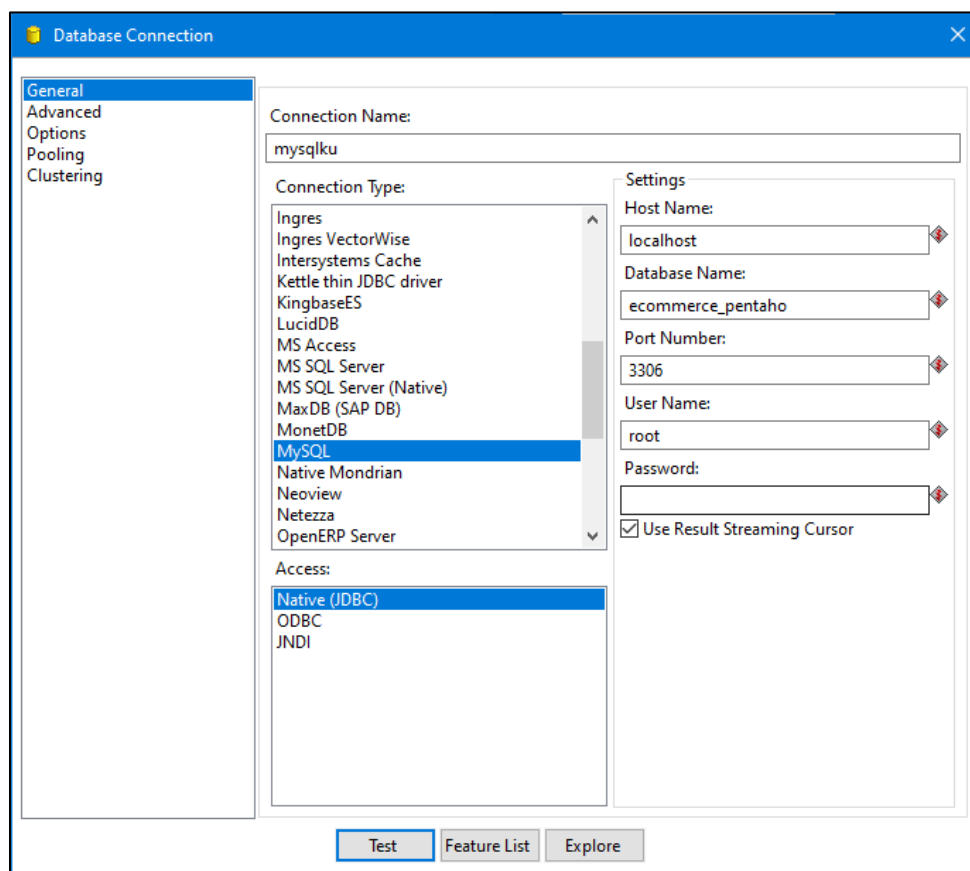 Database Connection
General
Advanced
Options
Pooling
Clustering
Connection Name:
mysqlku
Connection Type:
Ingres
Ingres VectorWise
Intersystems Cache
Kettle thin JDBC driver
KingbaseES
LucidDB
MS Access
MS SQL Server
MS SQL Server (Native)
MaxDB (SAP DB)
MonetDB
MySQL
Native Mondrian
Neoview
Netezza
OpenERP Server
Access:
Native (JDBC)
ODBC
JNDI
Settings
Host Name:
localhost
Database Name:
ecommerce_pentaho
Port Number:
3306
User Name:
root
Password:
Use Result Streaming Cursor
Test
Feature List
Explore